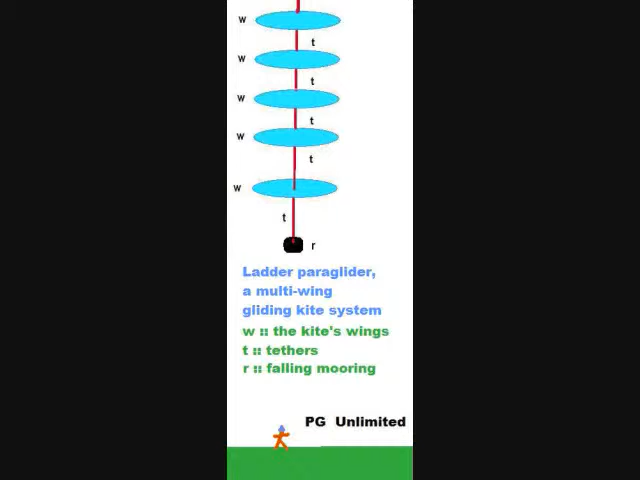 w
t
w
t
w
t
w
t
w
t
r
Ladder paraglider,
a multi-wing
gliding kite system
w :: the kite's wings
t :: tethers
r :: falling mooring
PG Unlimited